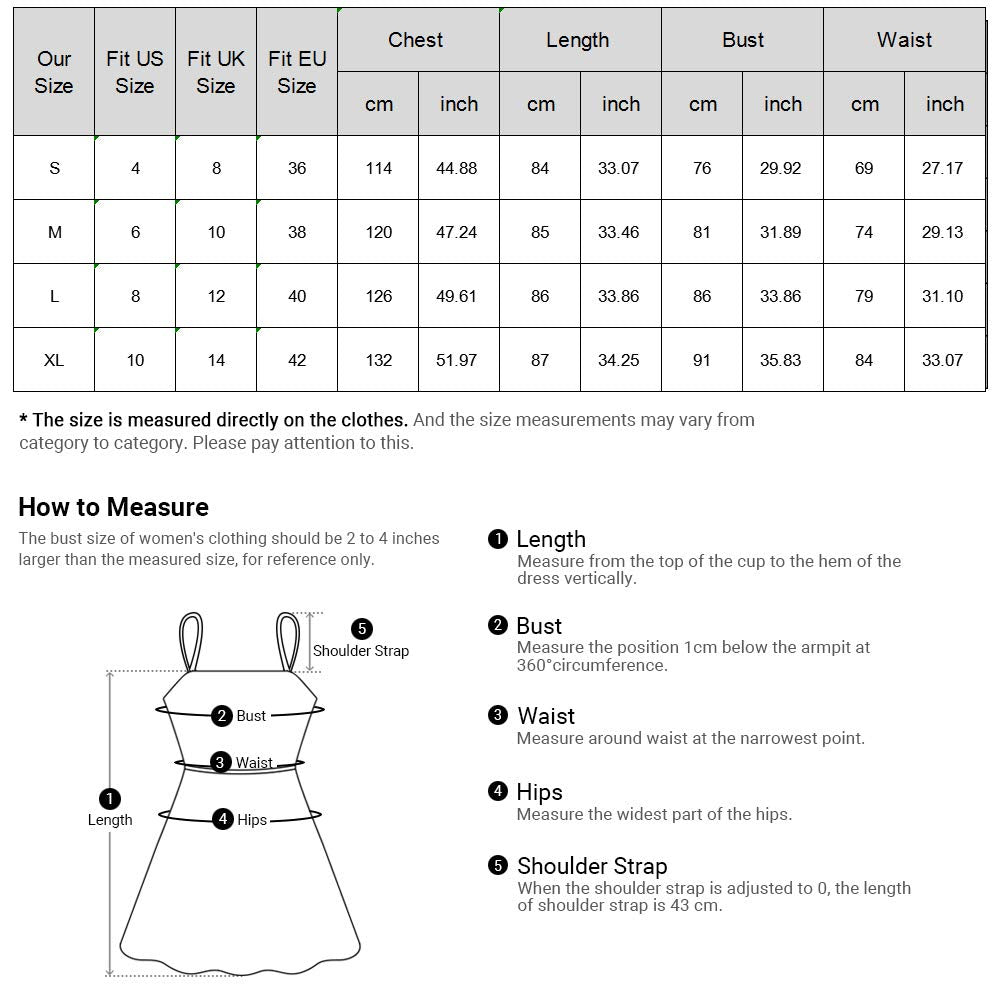 Our Size Fit US Size Fit UK Size Fit EU Size Chest Length Bust Waist
cm inch cm inch cm inch cm inch
S 4 8 36 114 44.88 84 33.07 76 29.92 69 27.17
M 6 10 38 120 47.24 85 33.46 81 31.89 74 29.13
L 8 12 40 126 49.61 86 33.86 86 33.86 79 31.10
XL 10 14 42 132 51.97 87 34.25 91 35.83 84 33.07
* The size is measured directly on the clothes. And the size measurements may vary from
category to category. Please pay attention to this.
How to Measure
The bust size of women's clothing should be 2 to 4 inches
larger than the measured size, for reference only.
5
Shoulder Strap
2 Bust
3 Waist
1
Length
4 Hips
1 Length
Measure from the top of the cup to the hem of the
dress vertically.
2 Bust
Measure the position 1cm below the armpit at
360°circumference.
3 Waist
Measure around waist at the narrowest point.
4 Hips
Measure the widest part of the hips.
5 Shoulder Strap
When the shoulder strap is adjusted to 0, the length
of shoulder strap is 43 cm.